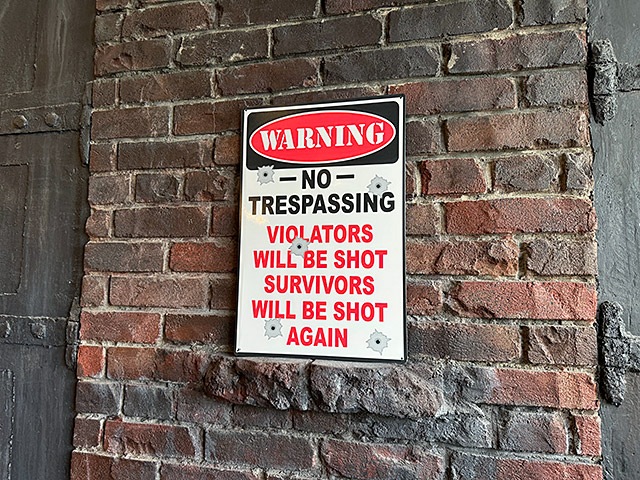 WARNING
NO
TRESPASSING
VIOLATORS
WILL BE SHOT
SURVIVORS
WILL BE SHOT
AGAIN